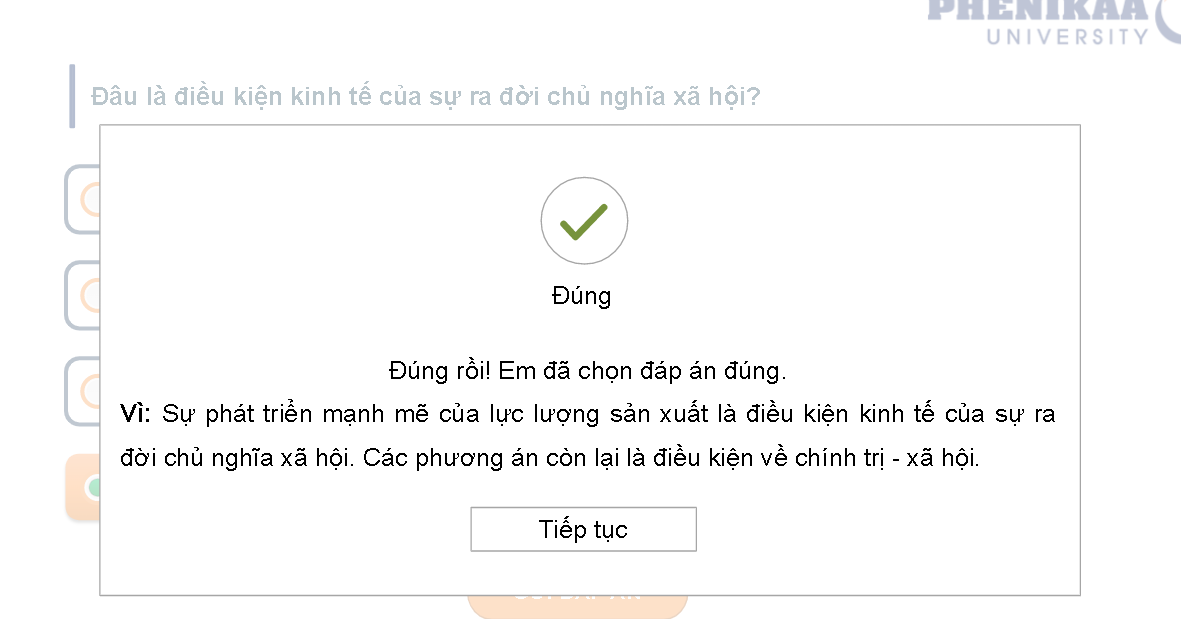 PHENIKAA
UNIVERSITY
Đâu là điều kiện kinh tế của sự ra đời chủ nghĩa xã hội?
Đúng
Đúng rồi! Em đã chọn đáp án đúng.
Vì: Sự phát triển mạnh mẽ của lực lượng sản xuất là điều kiện kinh tế của sự ra
đời chủ nghĩa xã hội. Các phương án còn lại là điều kiện về chính trị - xã hội.
Tiếp tục